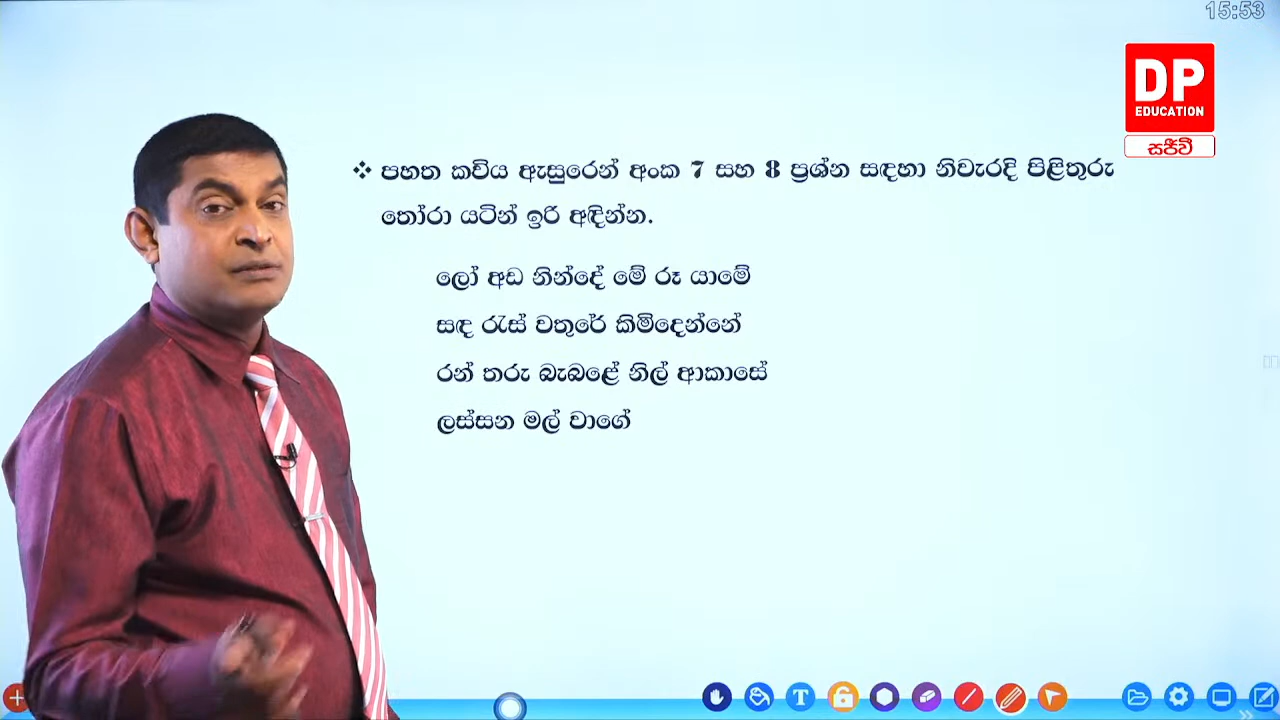 15:53
DP
EDUCATION
සජීවී
❖ පහත කවිය ඇසුරෙන් අංක 7 සහ 8 ප්‍රශ්න සඳහා නිවැරදි පිළිතුරු
තෝරා යටින් ඉරි අඳින්න.
ලෝ අඩ නින්දේ මේ රෑ යාමේ
සඳ රැස් වතුරේ කිමිදෙන්නේ
රන් තරු බැබළේ නිල් ආකාසේ
ලස්සන මල් වාගේ